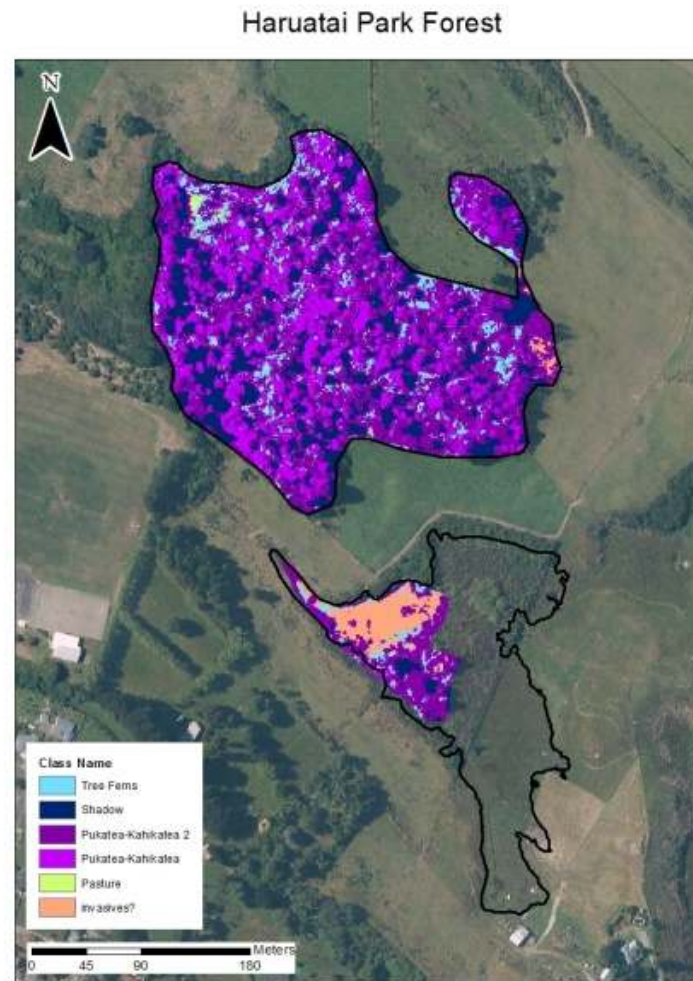 Haruatai Park Forest
N
Class Name
Tree Ferns
Shadow
Pukatea-Kahikatea 2
Pukatea-Kahikatea
Pasture
invasives?
Meters
0 45 90 180